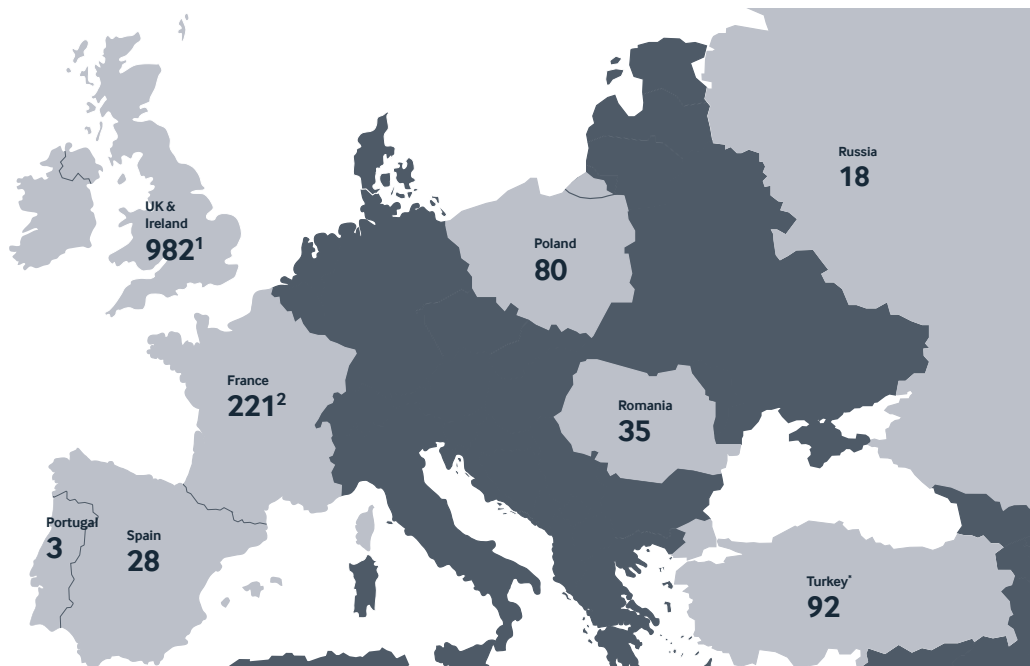 Russia
18
UK &
Ireland
982¹
Poland
80
France
221²
Romania
35
Portugal
3
Spain
28
Turkey*
92